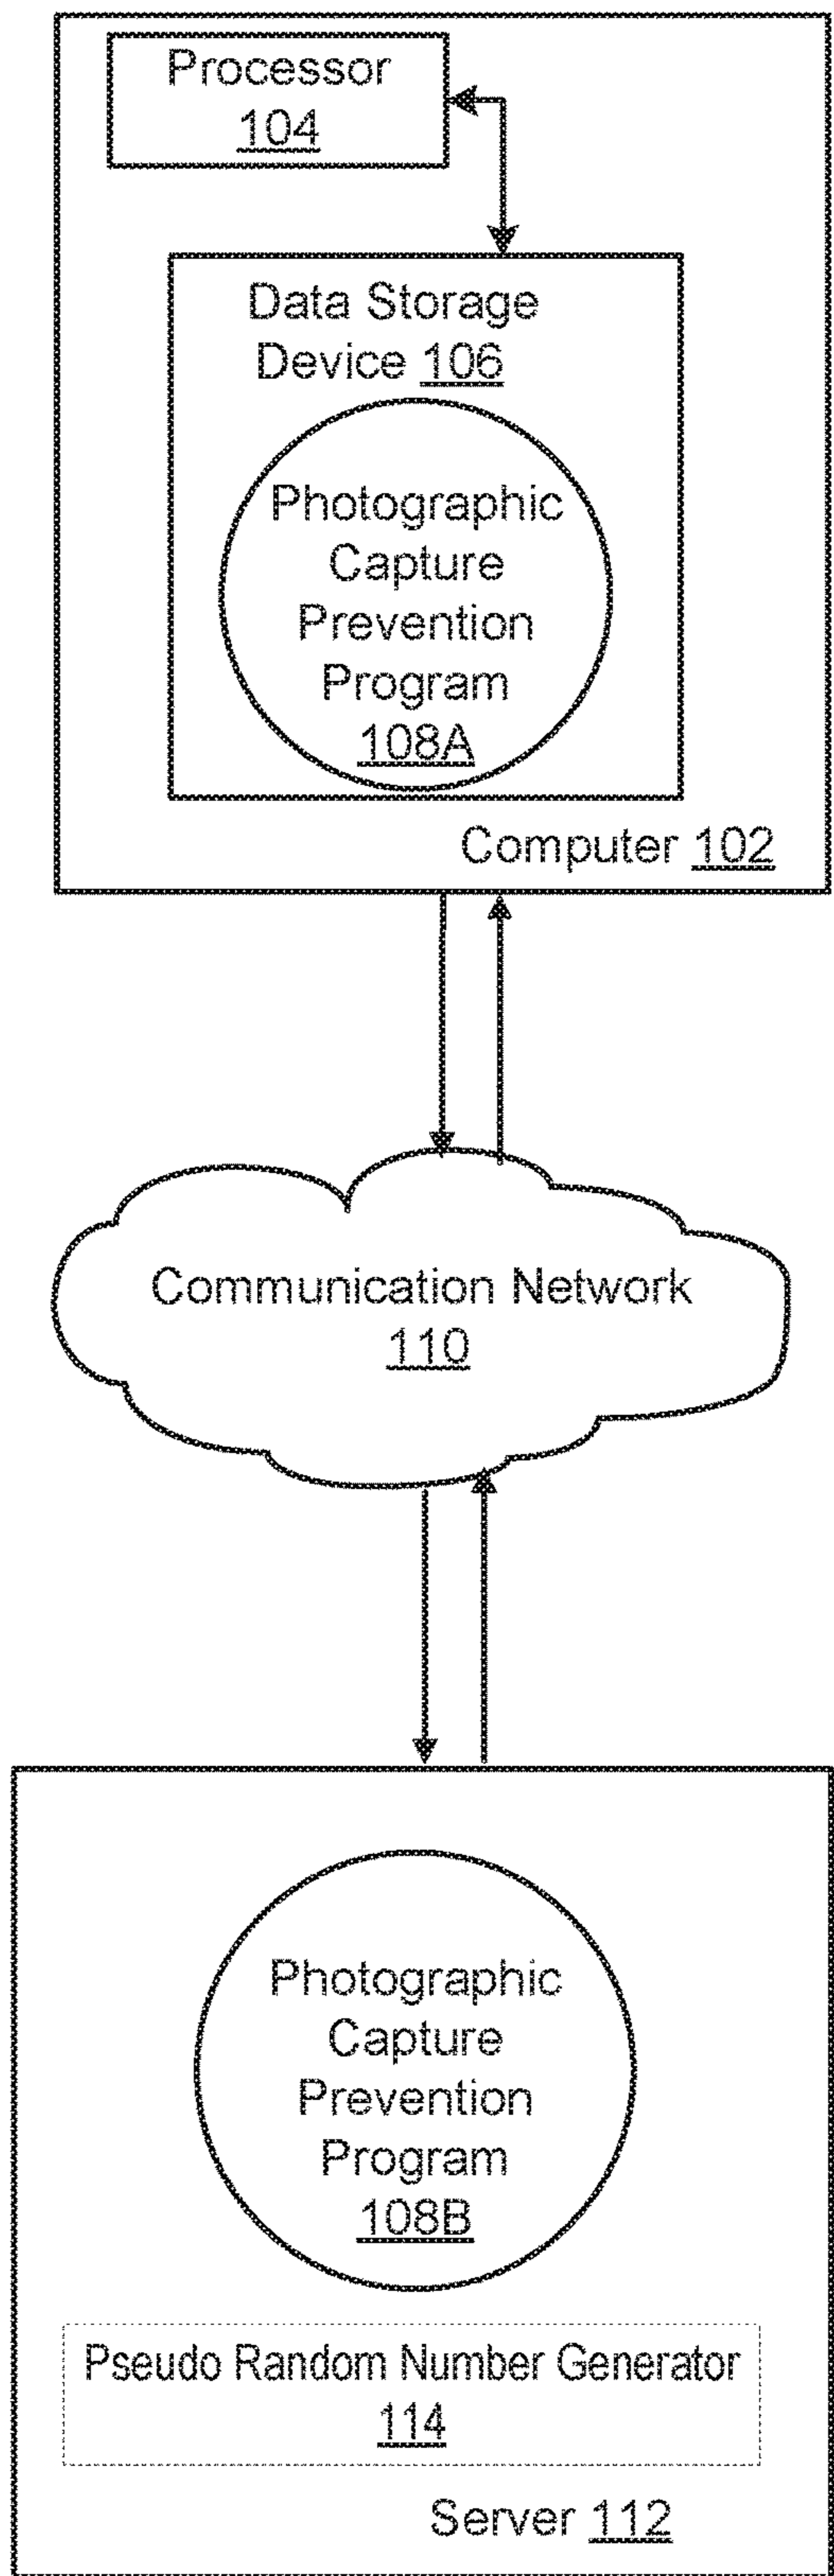 Processor
104
Data Storage
Device 106
Photographic
Capture
Prevention
Program
108A
Computer 102
Communication Network
110
Photographic
Capture
Prevention
Program
108B
Pseudo Random Number Generator
114
Server 112